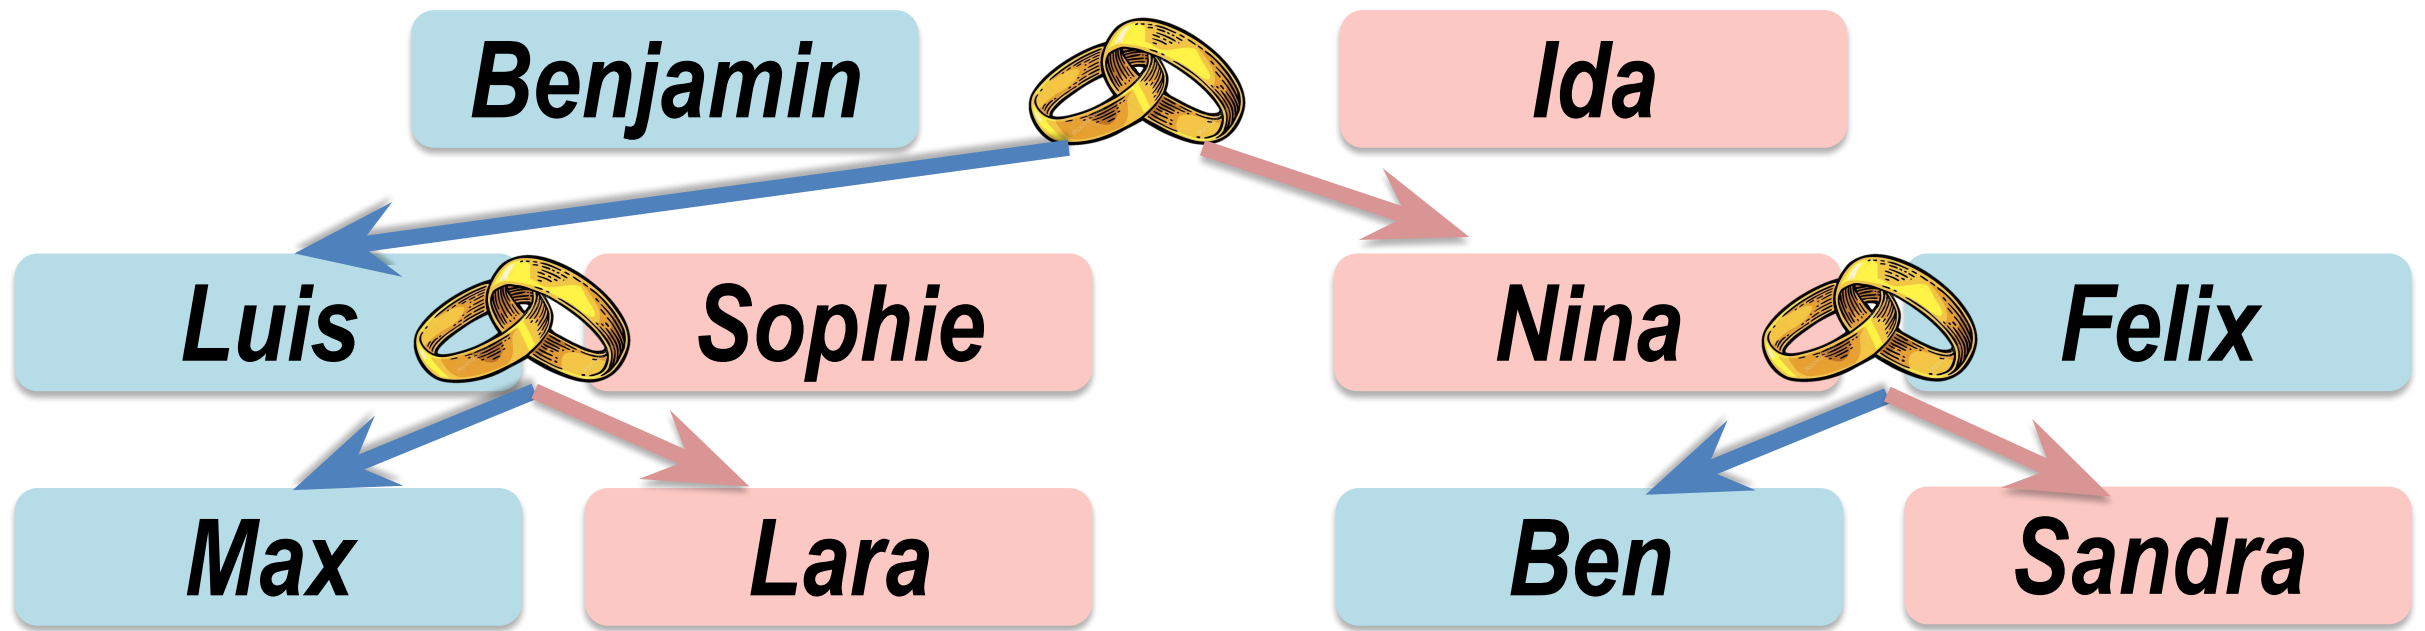 Benjamin Ida
Luis Sophie Nina Felix
Max Lara Ben Sandra